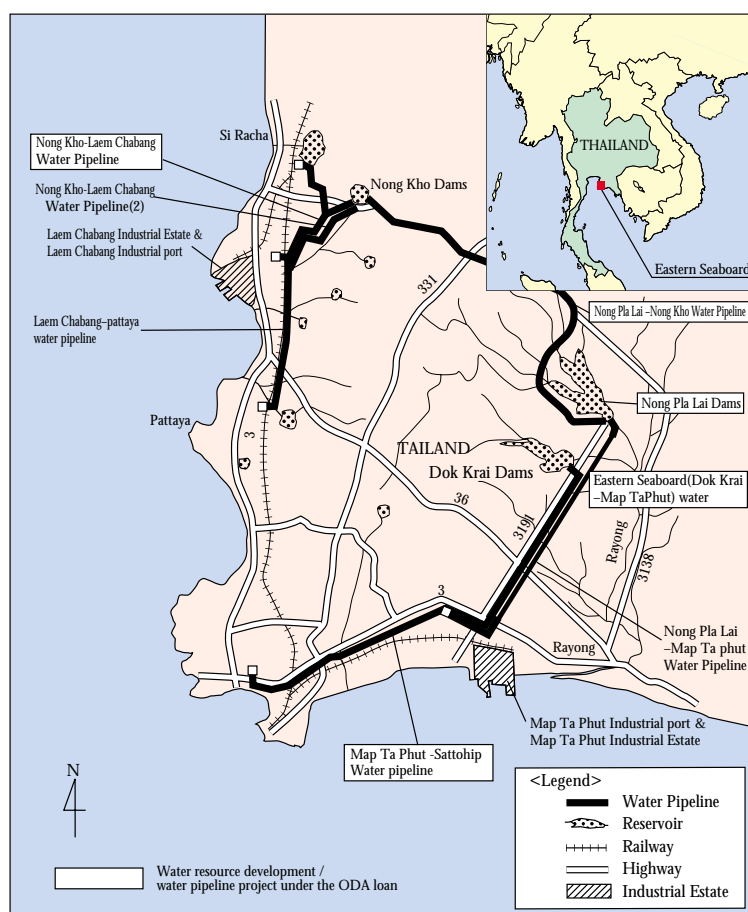 THAILAND
Eastern Seaboard
Si Racha
Nong Kho-Laem Chabang
Water Pipeline
Nong Kho-Laem Chabang
Water Pipeline(2)
Nong Kho Dams
Laem Chabang Industrial Estate &
Laem Chabang Industrial port
331
Nong Pla Lai –Nong Kho Water Pipeline
Laem Chabang–pattaya
water pipeline
Nong Pla Lai Dams
Pattaya
3
TAILAND
Dok Krai Dams
Eastern Seaboard(Dok Krai
–Map TaPhut) water
36
3191
Rayong
3138
3
Nong Pla Lai
–Map Ta phut
Water Pipeline
Rayong
Map Ta Phut Industrial port &
Map Ta Phut Industrial Estate
Map Ta Phut -Sattohip
Water pipeline
N
<Legend>
Water Pipeline
Reservoir
Railway
Highway
Industrial Estate
Water resource development /
water pipeline project under the ODA loan